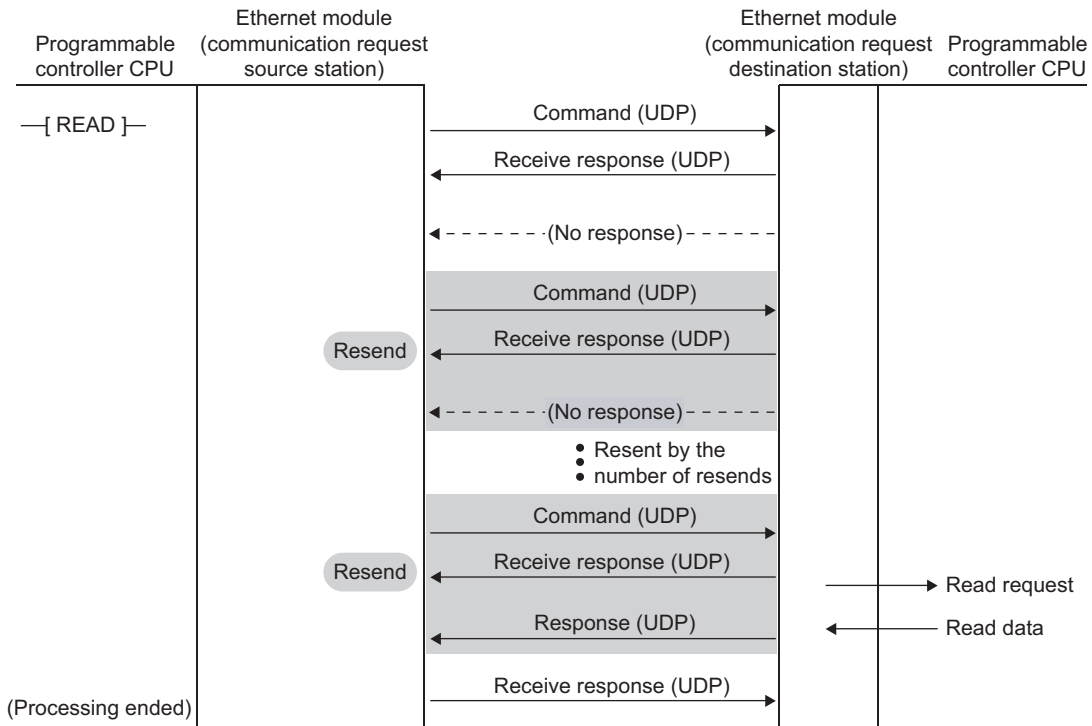 Programmable
controller CPU
Ethernet module
(communication request
source station)
Ethernet module
(communication request
destination station)
Programmable
controller CPU
[ READ ]
Command (UDP)
Receive response (UDP)
(No response)
Command (UDP)
Resend
Receive response (UDP)
(No response)
Resent by the
number of resends
Command (UDP)
Resend
Receive response (UDP)
Read request
Response (UDP)
Read data
Receive response (UDP)
(Processing ended)